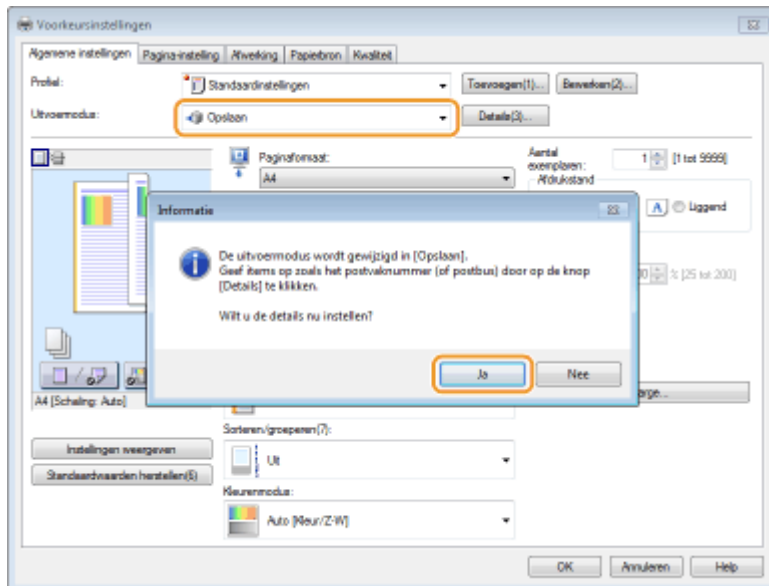 Voorkeursinstellingen
Algemene instellingen Pagina-instelling Afwerking Papierbron Kwaliteit
Profiel: Standaardinstellingen Toevoegen(1)... Bewerken(2)...
Uitvoermodus: Opslaan Details(3)...
Paginaformaat: Aantal exemplaren: 1 [1 tot 9999]
A4 Afdrukstand
A Liggend
Informatie
De uitvoermodus wordt gewijzigd in [Opslaan].
Geef items op zoals het postvaknummer (of postbus) door op de knop
[Details] te klikken.
Wilt u de details nu instellen?
Ja Nee
% [25 tot 200]
A4 [Schaling: Auto]
Sorteren/groeperen(7):
Instellingen weergeven
Uit
Standaardwaarden herstellen(6)
Kleurenmodus:
Auto [Kleur/Z-W]
OK Annuleren Help